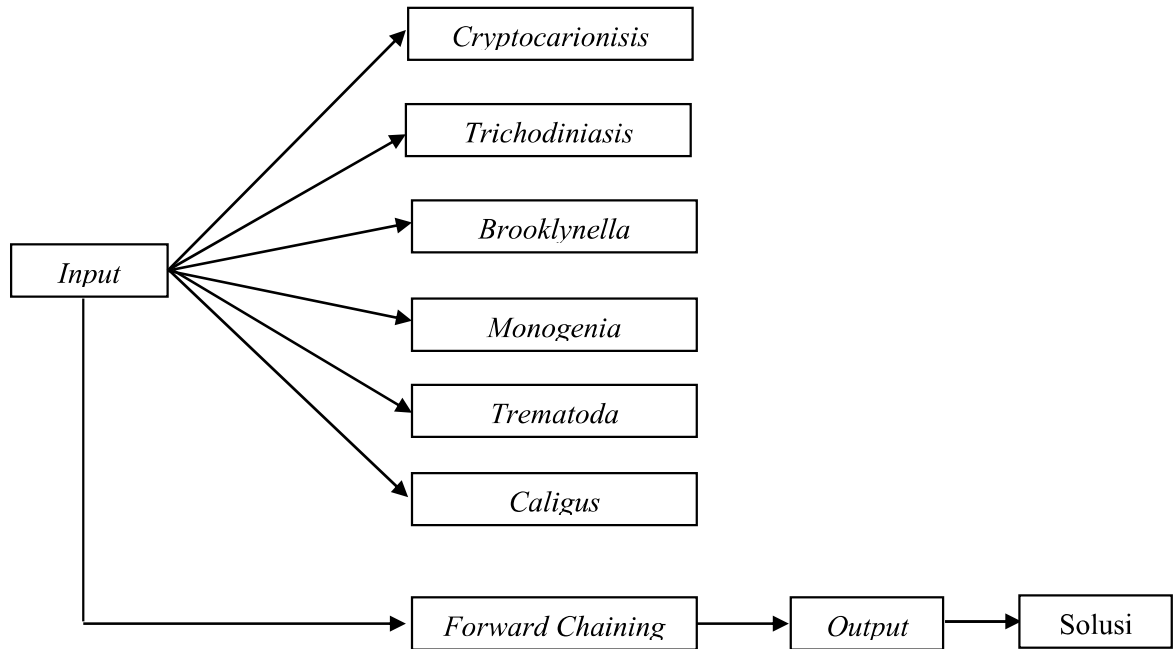 Cryptocarionisis
Trichodiniasis
Brooklynella
Input
Monogenia
Trematoda
Caligus
Forward Chaining
Output
Solusi